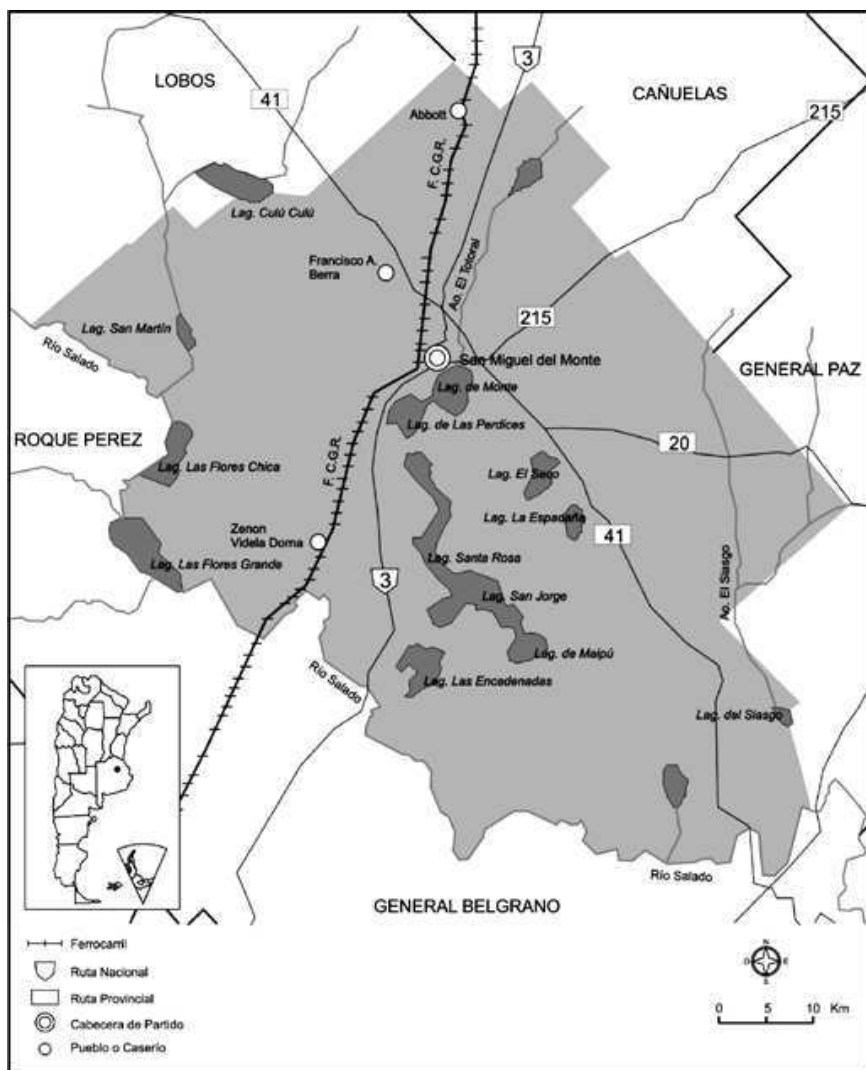 LOBOS
41
3
CAÑUELAS
215
Abbott
F. C.G.R.
Lag. Culú Culú
Francisco A.
Berra
Ao. El Totoral
Lag. San Martín
Río Salado
215
San Miguel del Monte
GENERAL PAZ
Lag. de Monte
Lag. de Las Perdices
ROQUE PEREZ
20
Lag. Las Flores Chica
F. C.G.R.
Lag. El Seco
Lag. La Espadaña
Zenon
Videla Dorna
41
Lag. Las Flores Grande
Lag. Santa Rosa
3
Lag. San Jorge
Ao. El Siasgo
Lag. de Maipú
Río Salado
Lag. Las Encadenadas
Lag. del Siasgo
Río Salado
GENERAL BELGRANO
Ferrocarril
Ruta Nacional
Ruta Provincial
Cabecera de Partido
Pueblo o Caserío
N
O E
S
0 5 10 Km